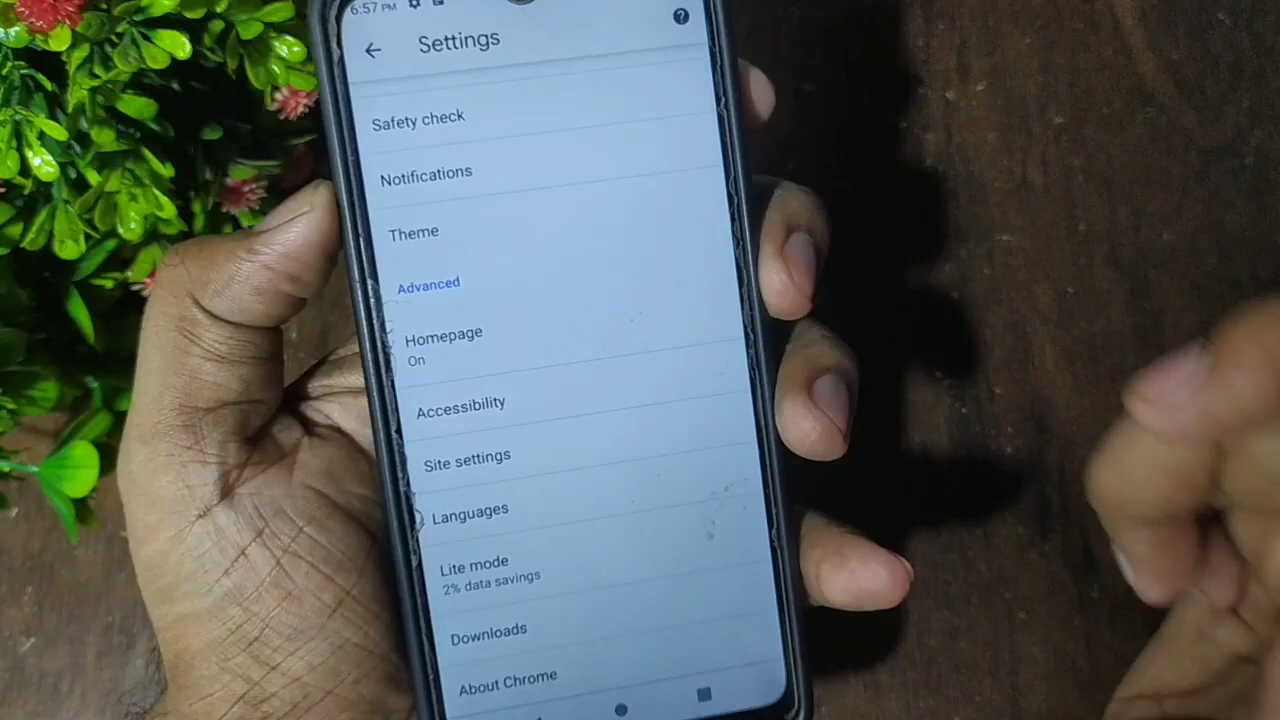 6:57 PM
Settings
Safety check
Notifications
Theme
Advanced
Homepage
On
Accessibility
Site settings
Languages
Lite mode
2% data savings
Downloads
About Chrome